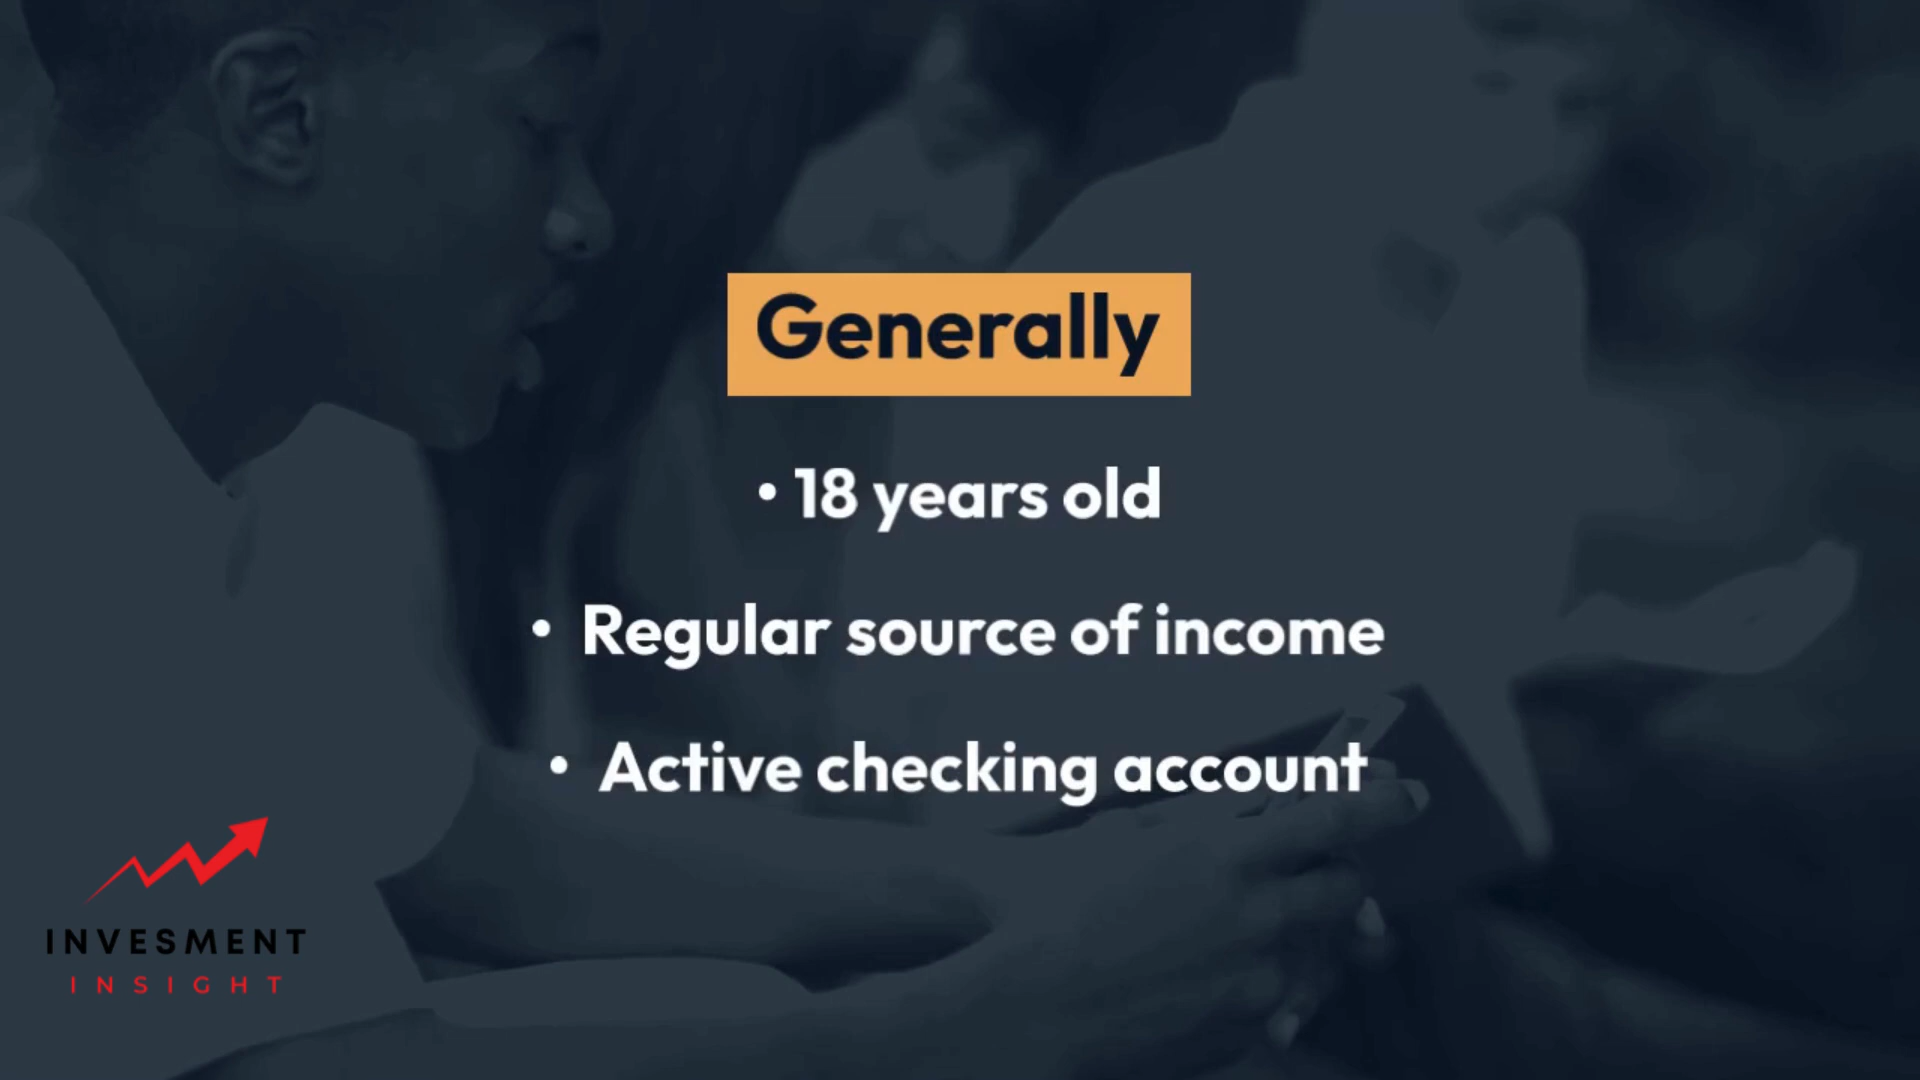 Generally
• 18 years old
• Regular source of income
• Active checking account
INVESMENT
INSIGHT